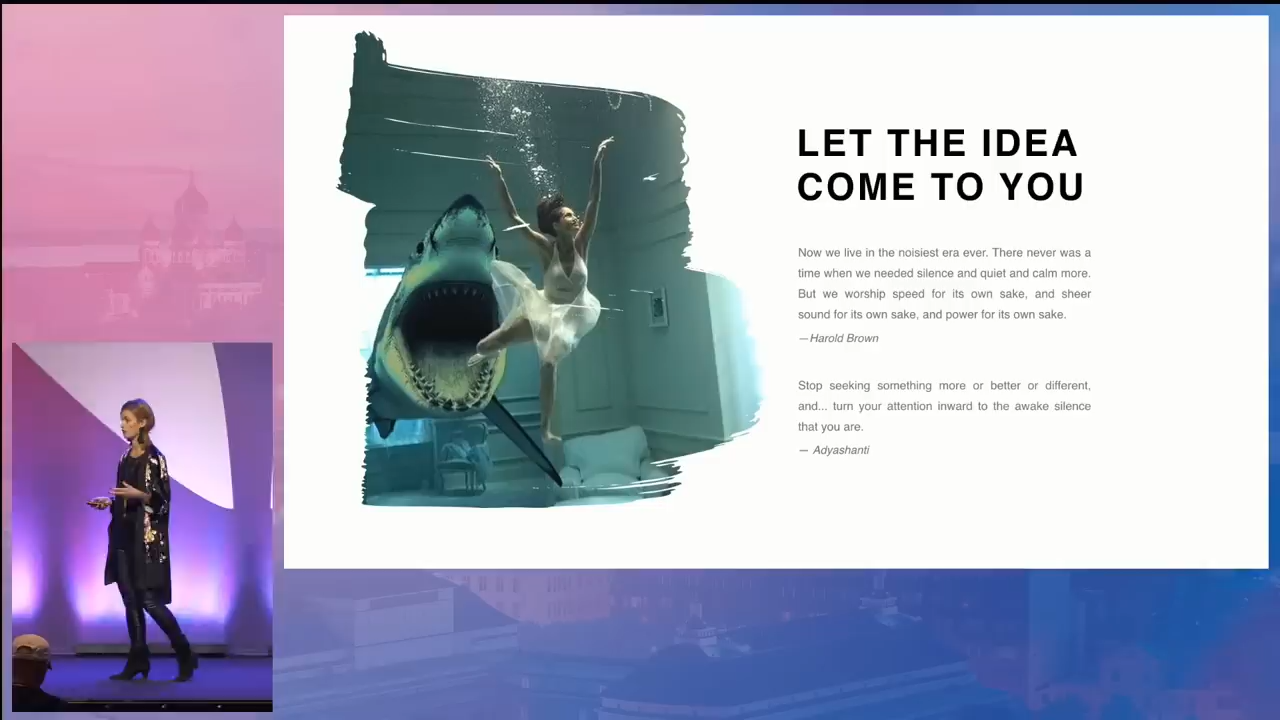 LET THE IDEA
COME TO YOU
Now we live in the noisiest era ever. There never was a
time when we needed silence and quiet and calm more.
But we worship speed for its own sake, and sheer
sound for its own sake, and power for its own sake.
—Harold Brown
Stop seeking something more or better or different,
and... turn your attention inward to the awake silence
that you are.
— Adyashanti